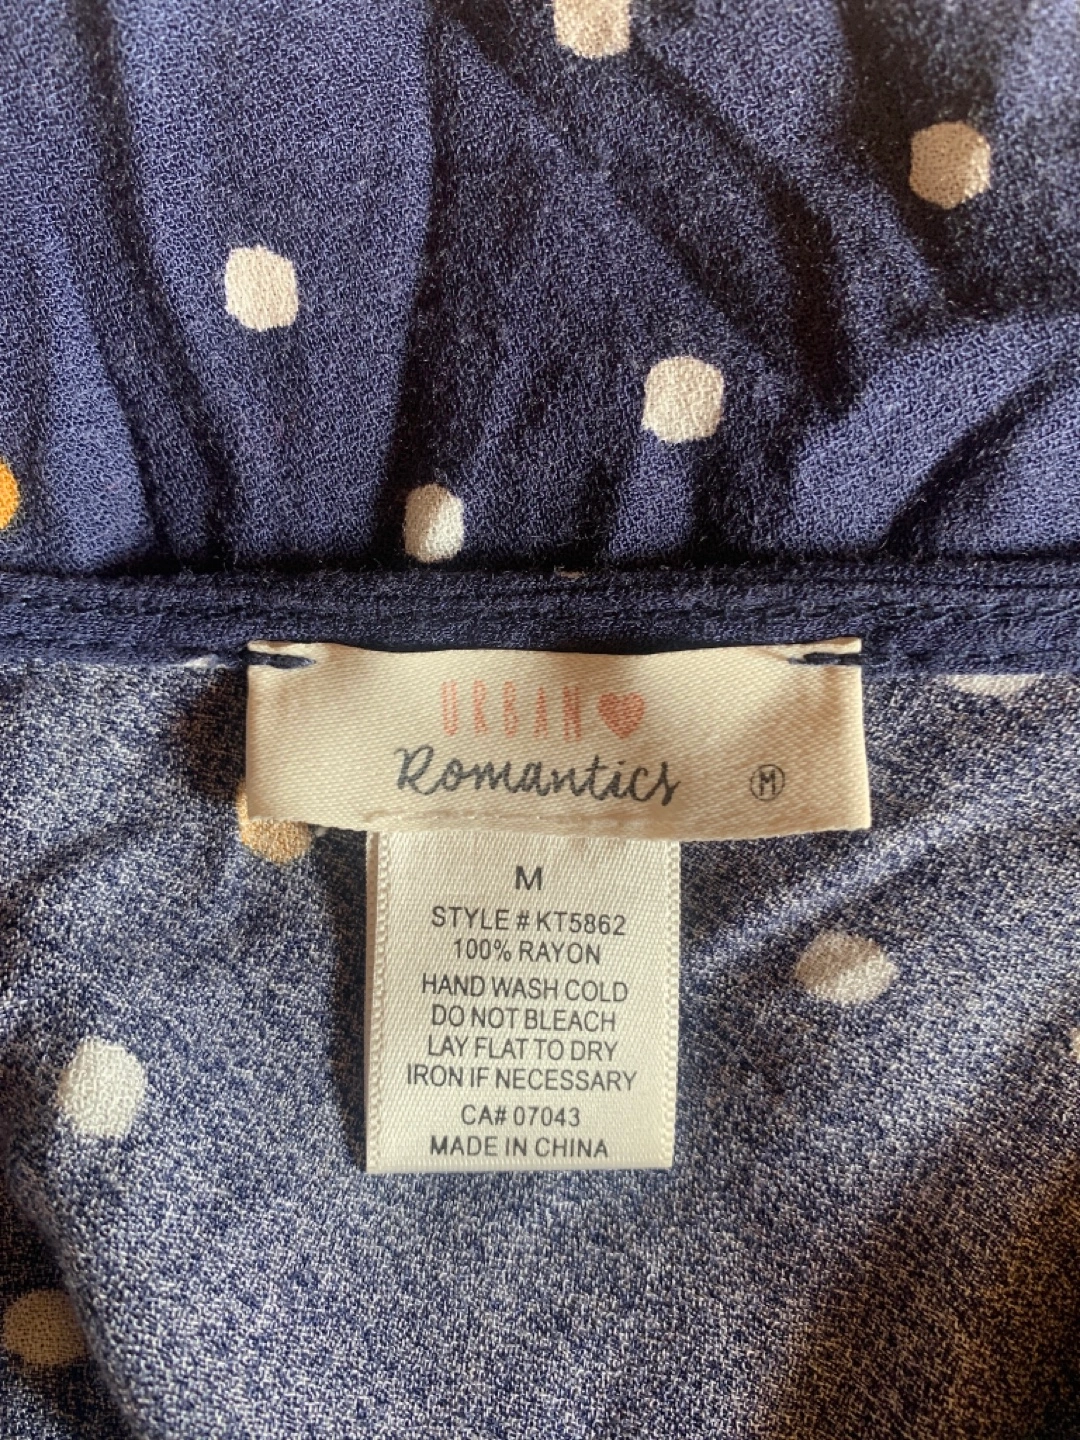 URBAN
Romantics M
M
STYLE # KT5862
100% RAYON
HAND WASH COLD
DO NOT BLEACH
LAY FLAT TO DRY
IRON IF NECESSARY
CA# 07043
MADE IN CHINA